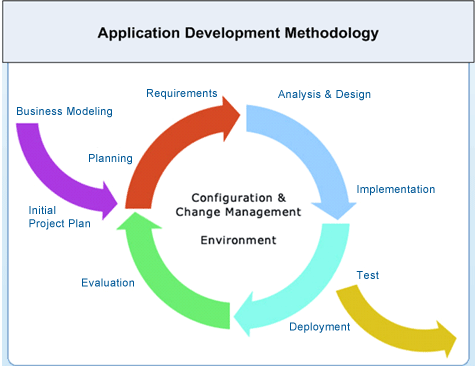 Application Development Methodology
Requirements
Analysis & Design
Business Modeling
Planning
Implementation
Configuration &
Change Management
Initial
Project Plan
Environment
Evaluation
Test
Deployment